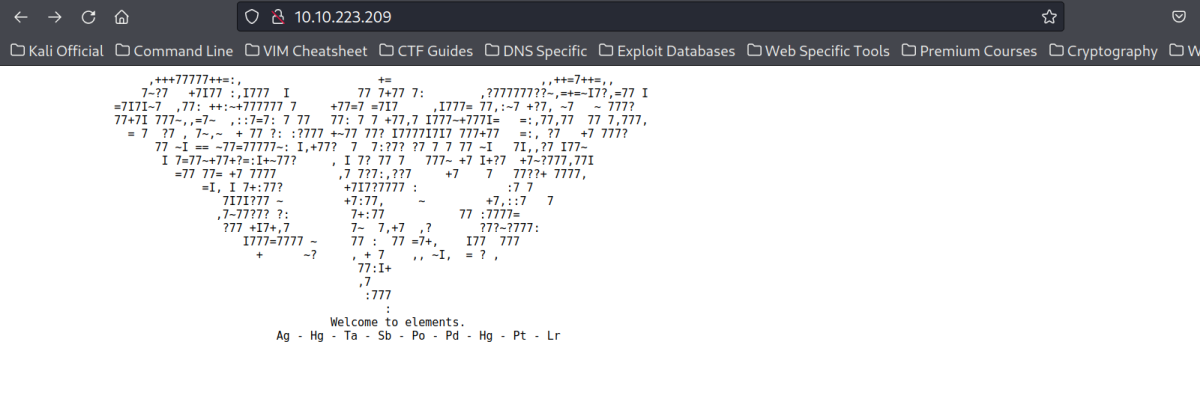 10.10.223.209
Kali Official Command Line VIM Cheatsheet CTF Guides DNS Specific Exploit Databases Web Specific Tools Premium Courses Cryptography W
,+++77777++=:, += ,,++=7++=,,
7~?7 +7I77 :,I777 I 77 7+77 7: ,?777777??~,=+=~I7?,=77 I
=7I7I~7 ,77: ++:~+777777 7 +77=7 =7I7 ,I777= 77,:~7 +?7, ~7 ~ 777?
77+7I 777~,,=7~ ,::7=7: 7 77 77: 7 7 +77,7 I777~+777I= =:,77,77 77 7,777,
= 7 ?7 , 7~,~ + 77 ?: :?777 +~77 77? I7777I7I7 777+77 =:, ?7 +7 777?
77 ~I == ~77=77777~: I,+77? 7 7:?7? ?7 7 7 77 ~I 7I,,?7 I77~
I 7=77~+77+?=:I+~77? , I 7? 77 7 777~ +7 I+?7 +7~?777,77I
=77 77= +7 7777 ,7 7?7:,??7 +7 7 77??+ 7777,
=I, I 7+:77? +7I7?7777 : :7 7
7I7I?77 ~ +7:77, ~ +7,::7 7
,7~77?7? ?: 7+:77 77 :7777=
?77 +I7+,7 7~ 7,+7 ,? ?7?~?777:
I777=7777 ~ 77 : 77 =7+, I77 777
+ ~? , + 7 ,, ~I, = ? ,
77:I+
,7
:777
:
Welcome to elements.
Ag - Hg - Ta - Sb - Po - Pd - Hg - Pt - Lr